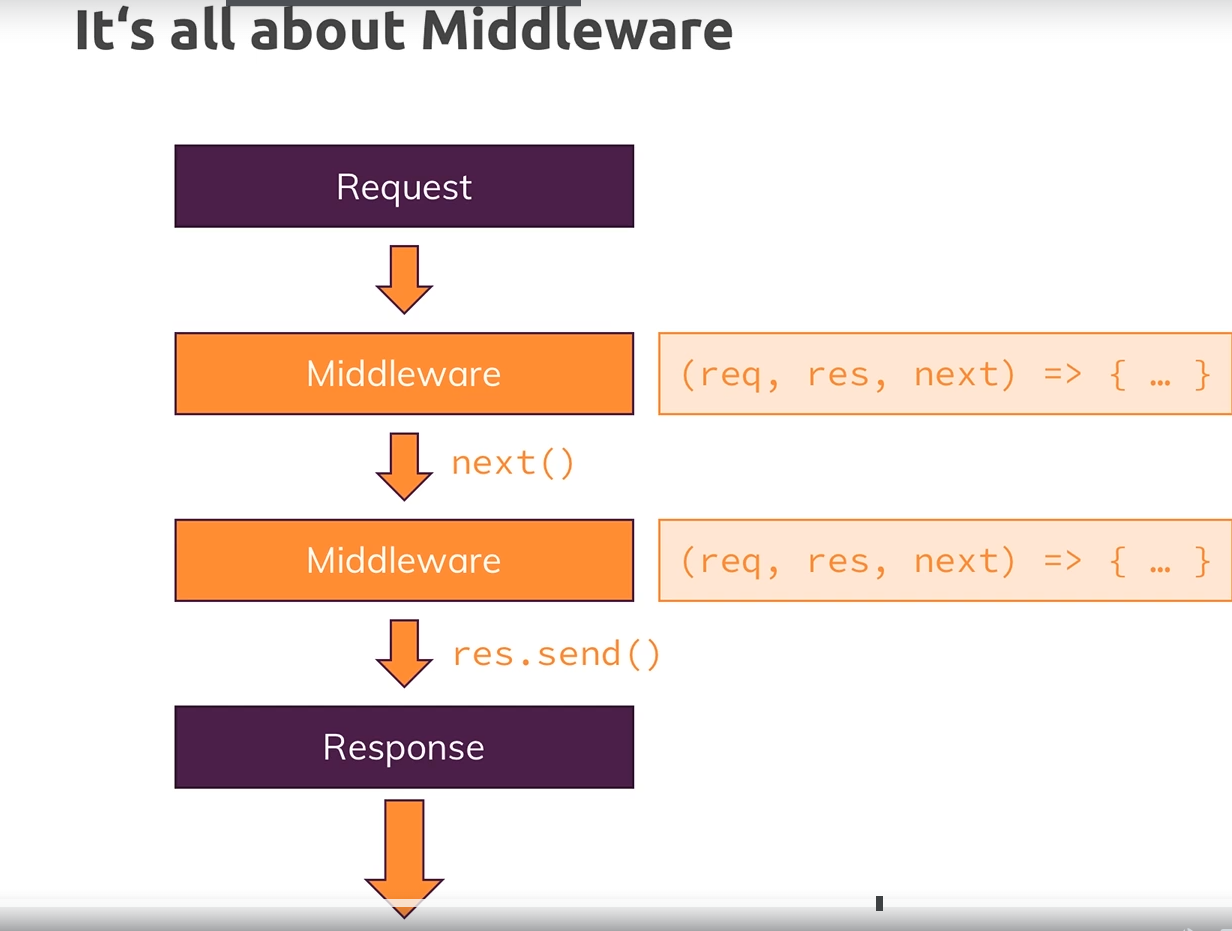 It‘s all about Middleware
Request
Middleware
(req, res, next) => { … }
next()
Middleware
(req, res, next) => { … }
res.send()
Response